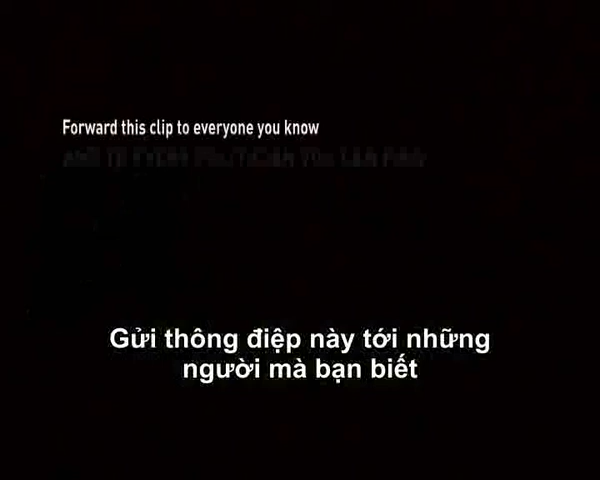 Forward this clip to everyone you know
Gửi thông điệp này tới những
người mà bạn biết